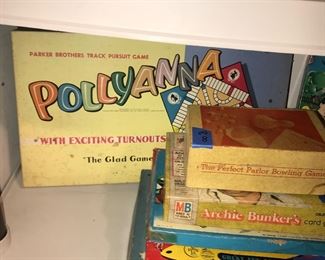 PARKER BROTHERS TRACK PURSUIT GAME
POLLYANNA
WITH EXCITING TURNOUTS
"The Glad Game
The Perfect Parlor Bowling Game
MB
Archie Bunker's card